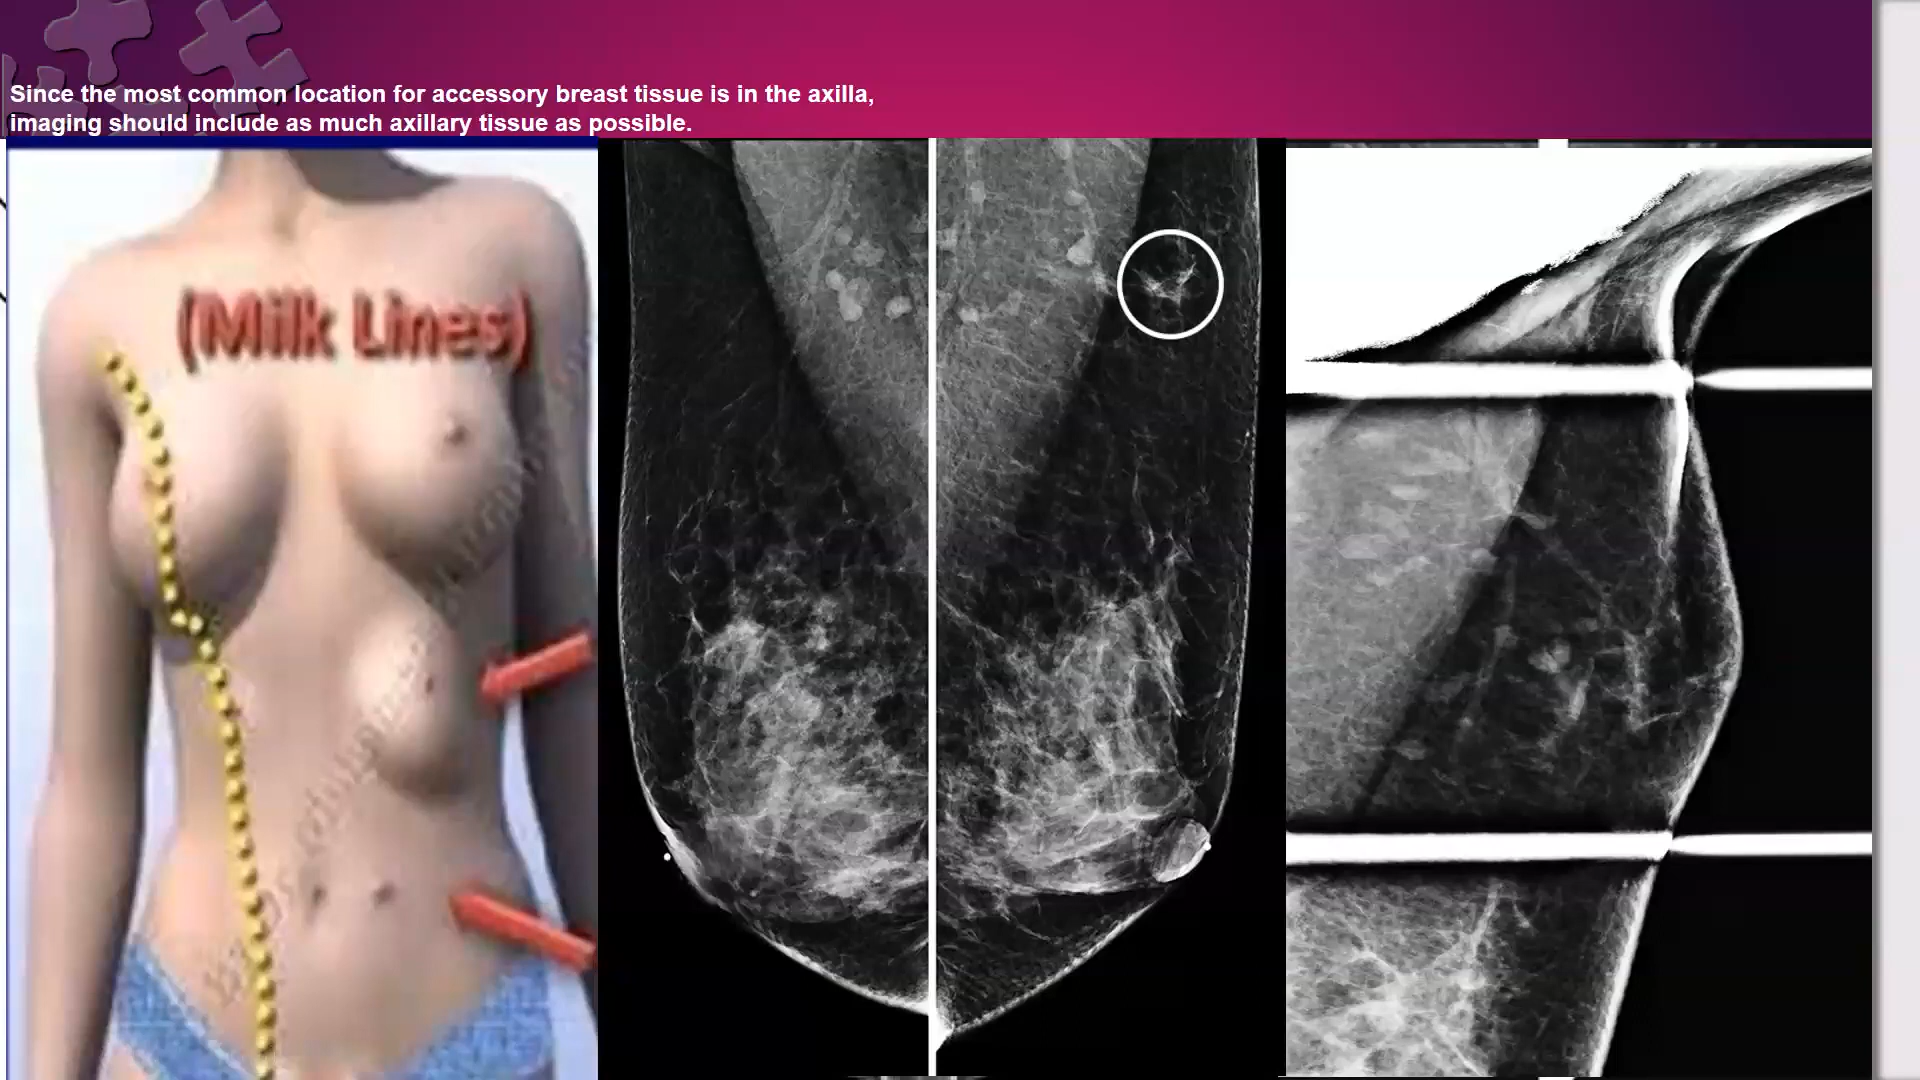 Since the most common location for accessory breast tissue is in the axilla,
imaging should include as much axillary tissue as possible.
(Milk Lines)